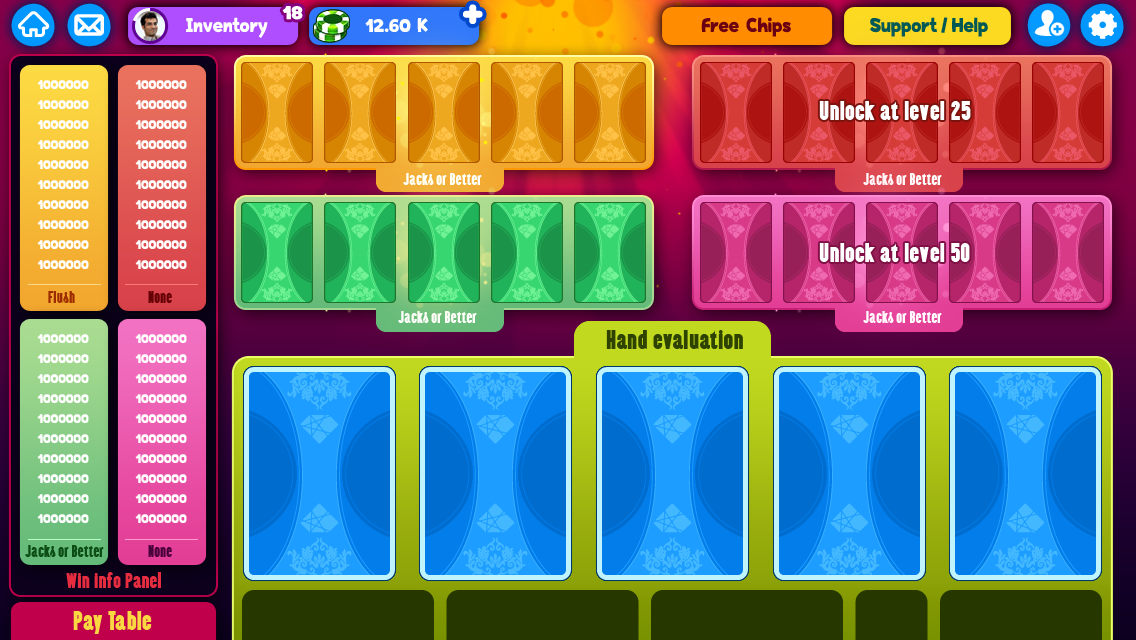 Inventory
18
12.60 K
Free Chips
Support / Help
1000000
1000000
1000000
1000000
1000000
1000000
1000000
1000000
1000000
1000000
Flush
1000000
1000000
1000000
1000000
1000000
1000000
1000000
1000000
1000000
1000000
None
1000000
1000000
1000000
1000000
1000000
1000000
1000000
1000000
1000000
1000000
Jacks or Better
1000000
1000000
1000000
1000000
1000000
1000000
1000000
1000000
1000000
1000000
None
Win info Panel
Pay Table
Jacks or Better
Unlock at level 25
Jacks or Better
Jacks or Better
Unlock at level 50
Jacks or Better
Hand evaluation